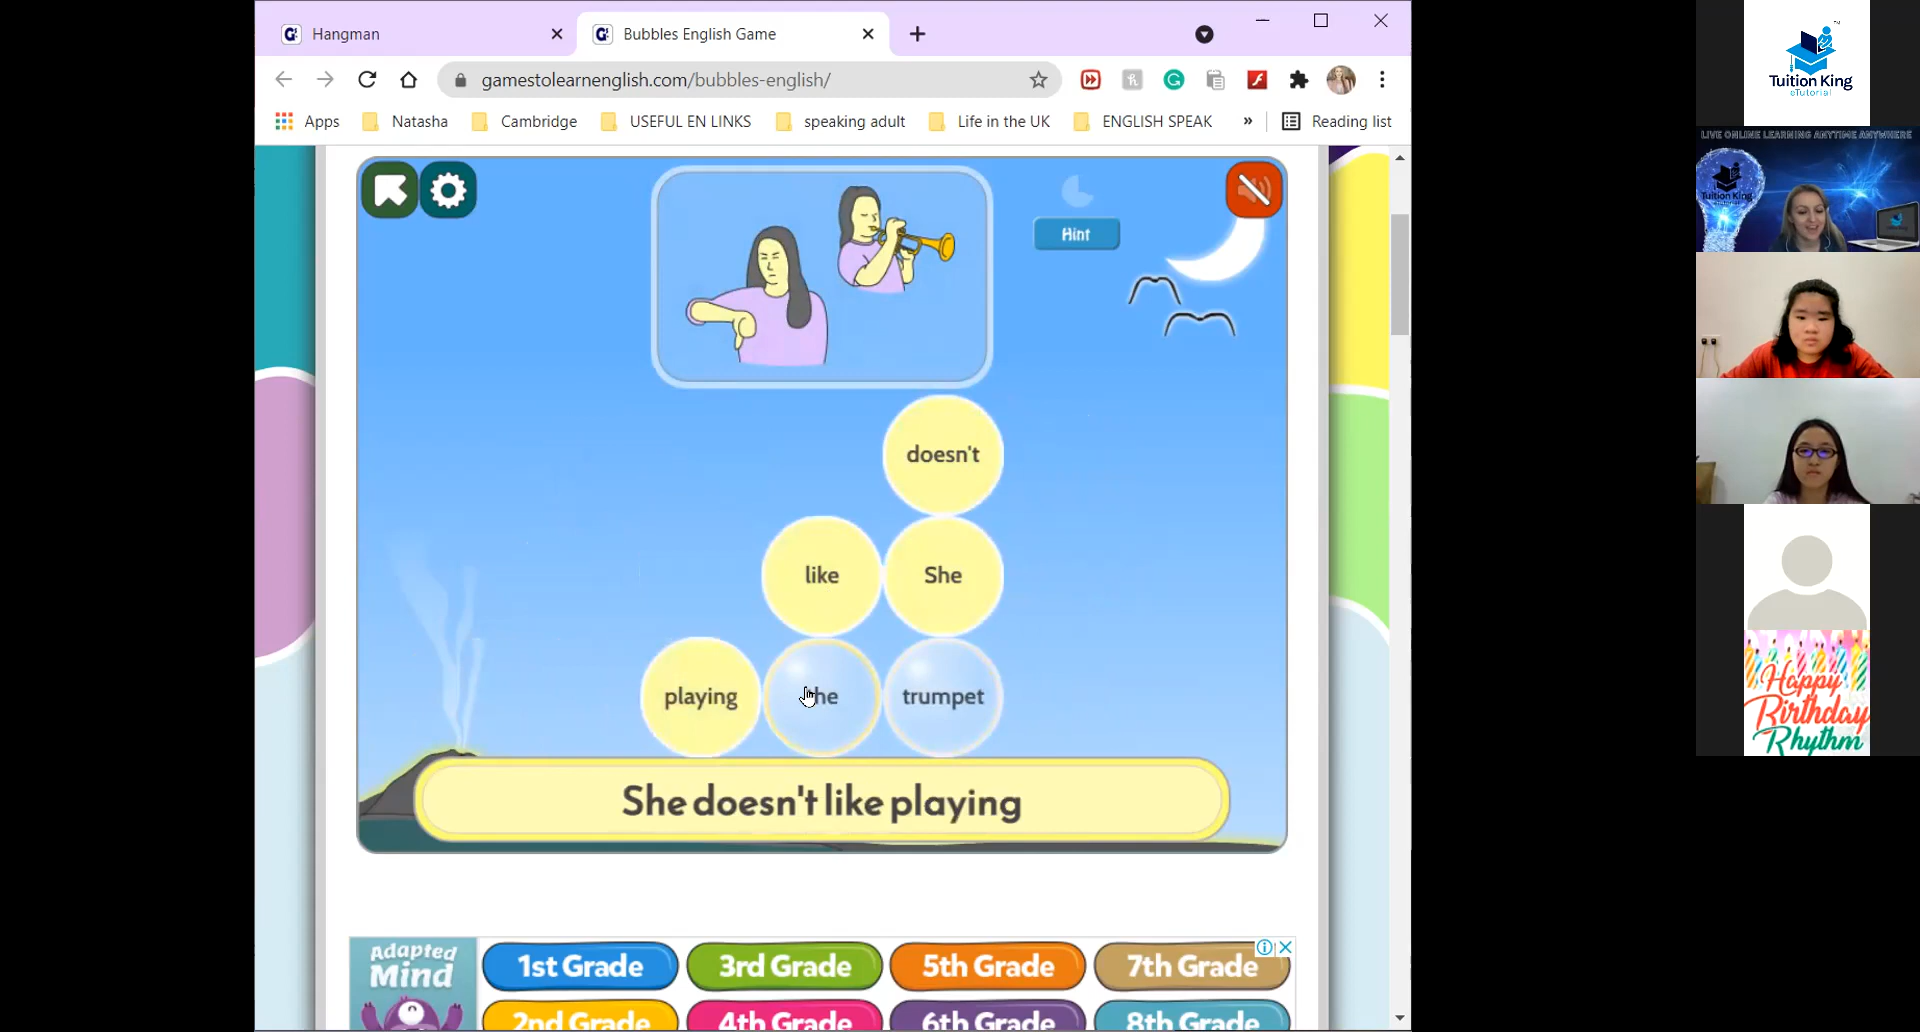 Hangman
Bubbles English Game
gamestolearnenglish.com/bubbles-english/
Apps Natasha Cambridge USEFUL EN LINKS speaking adult Life in the UK ENGLISH SPEAK » Reading list
Hint
doesn't
like She
playing he trumpet
She doesn't like playing
Adapted
Mind
1st Grade 3rd Grade 5th Grade 7th Grade
2nd Grade 4th Grade 6th Grade 8th Grade
Tuition King
eTutorial
LIVE ONLINE LEARNING ANYTIME ANYWHERE
Tuition King
Happy
Birthday
Rhythm